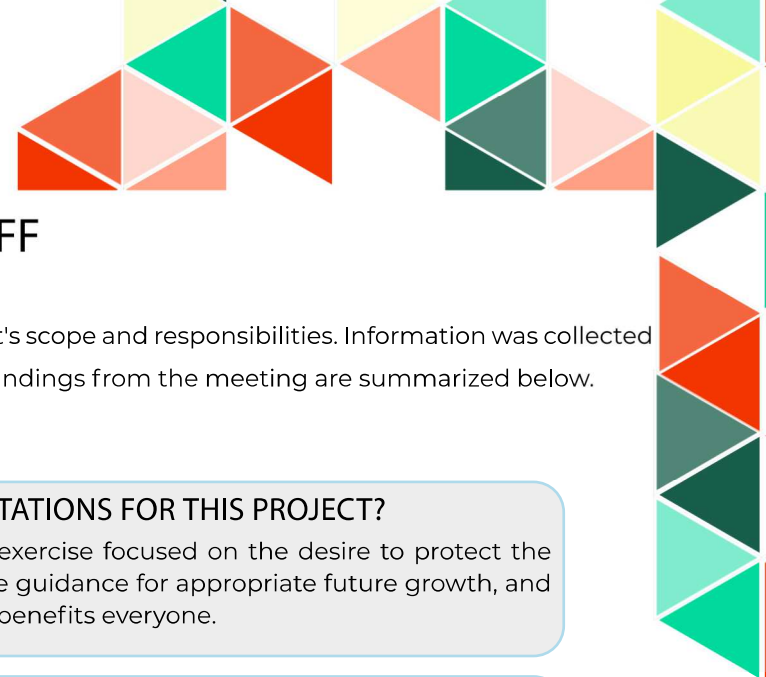 FF
t's scope and responsibilities. Information was collected
ndings from the meeting are summarized below.
TATIONS FOR THIS PROJECT?
exercise focused on the desire to protect the
e guidance for appropriate future growth, and
benefits everyone.